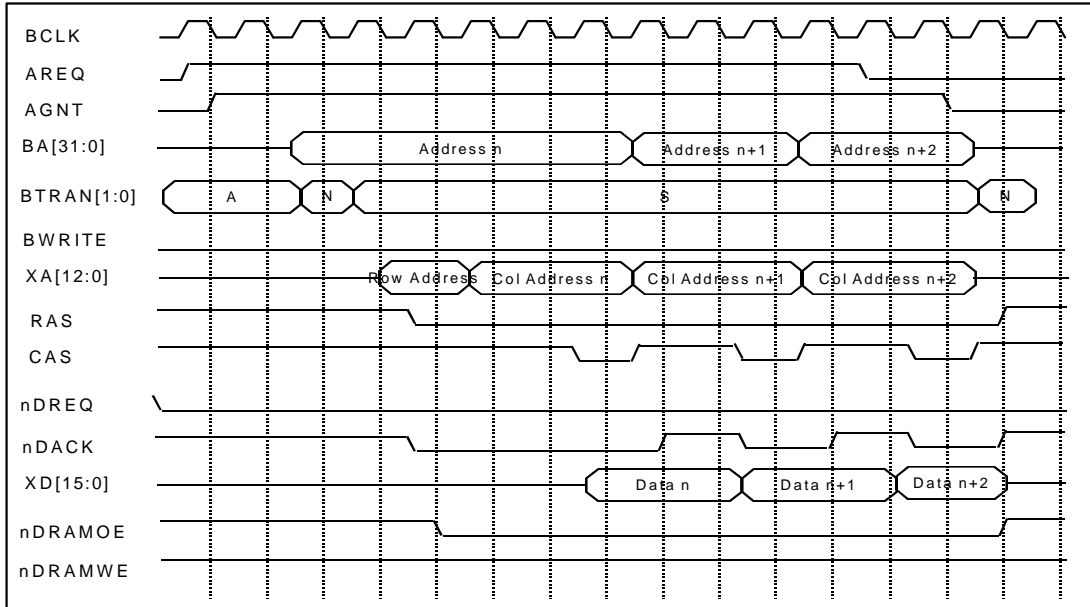 BCLK
AREQ
AGNT
BA[31:0] Address n Address n+1 Address n+2
BTRAN[1:0] A N S N
BWRITE
XA[12:0] Row Address Col Address n Col Address n+1 Col Address n+2
RAS
CAS
nDREQ
nDACK
XD[15:0] Data n Data n+1 Data n+2
nDRAMOE
nDRAMWE